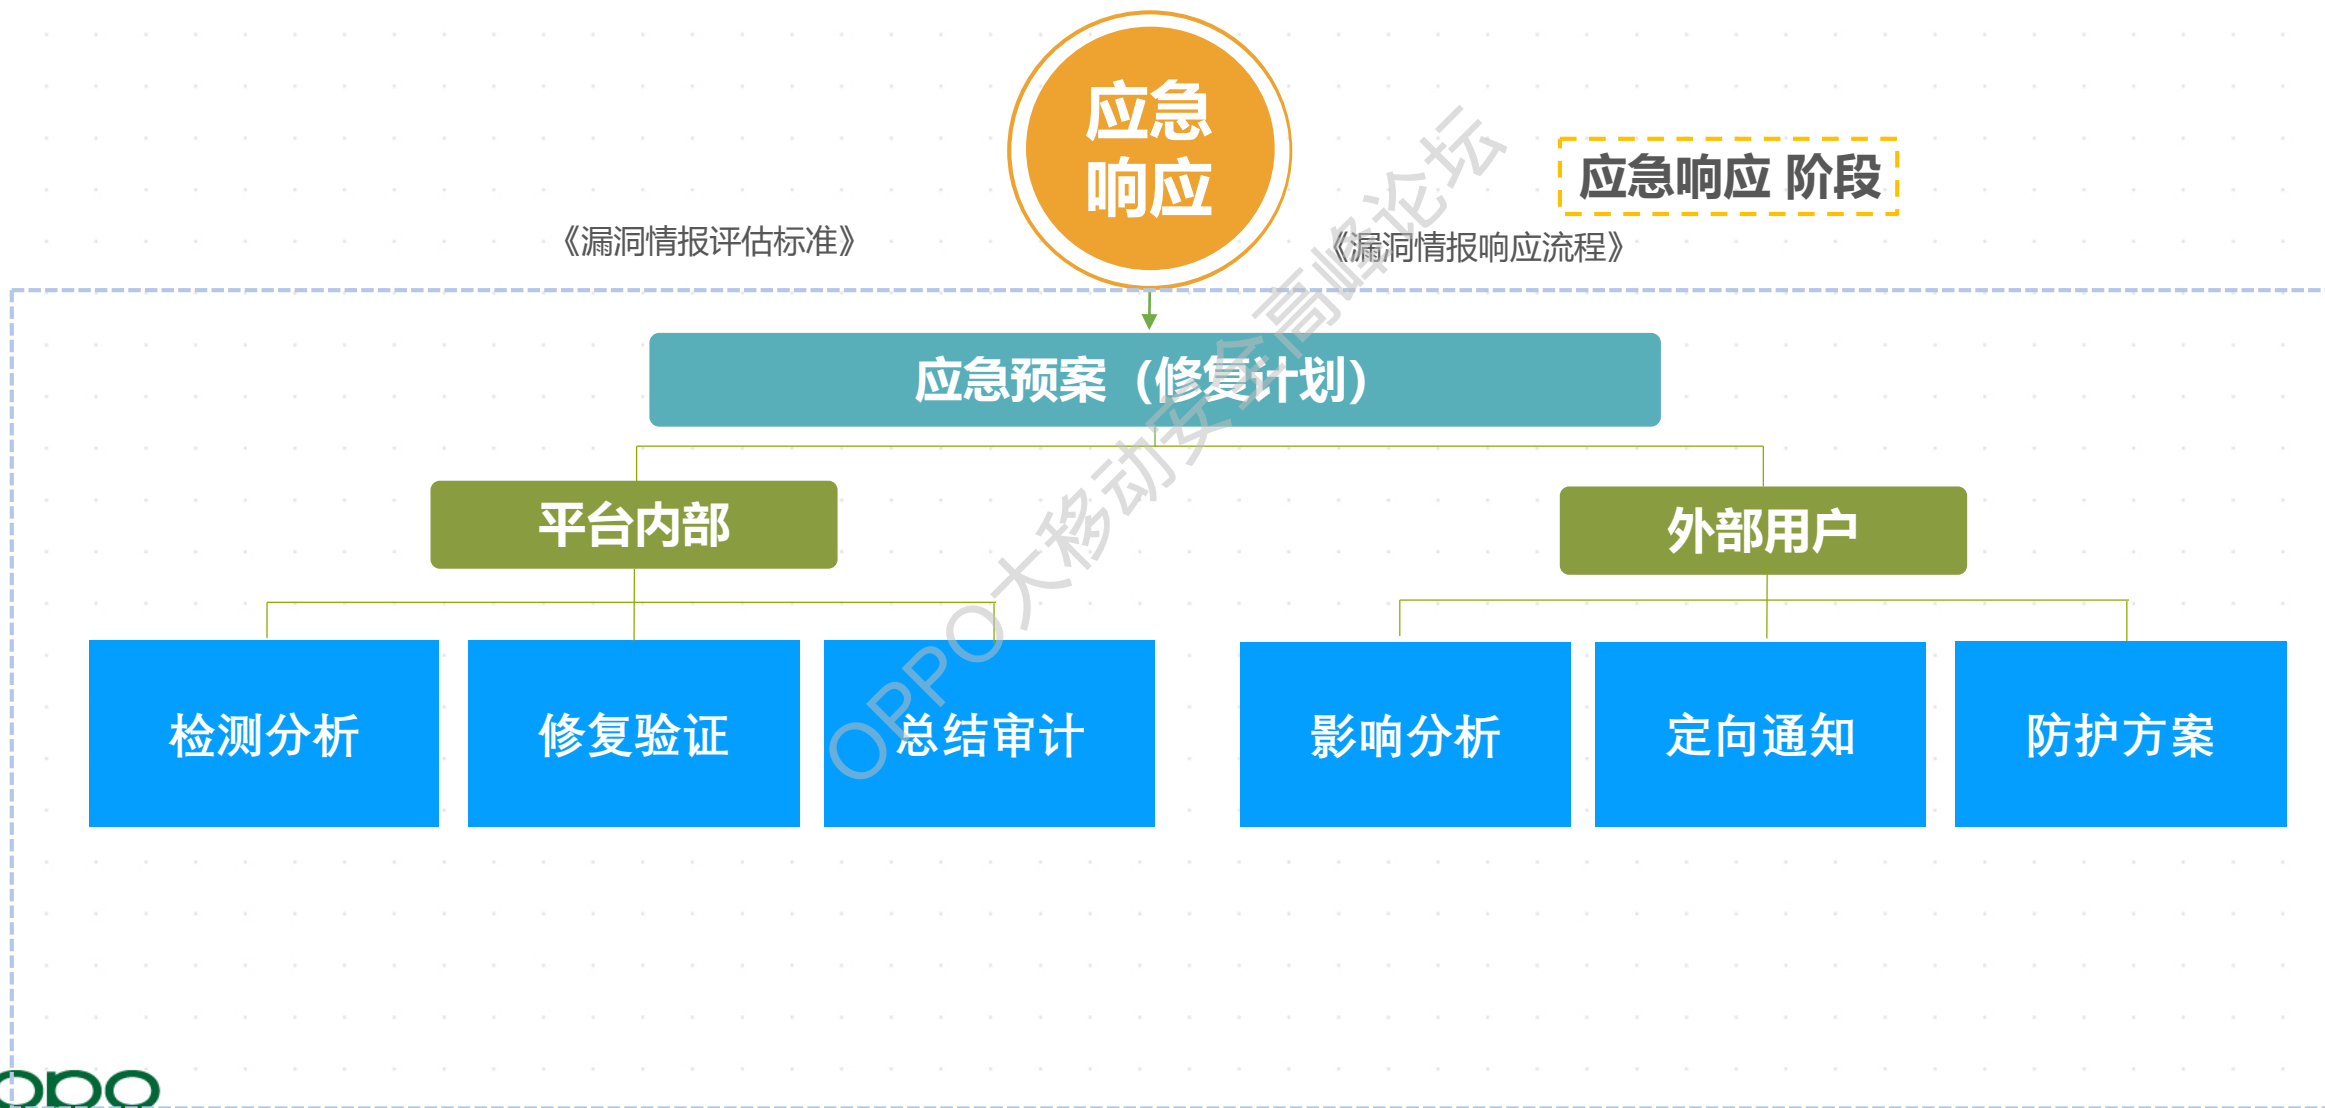 应急
响应
应急响应 阶段
《漏洞情报评估标准》
《漏洞情报响应流程》
应急预案（修复计划）
平台内部
外部用户
检测分析
修复验证
总结审计
影响分析
定向通知
防护方案
OPPO大移动安全高峰论坛
oppo